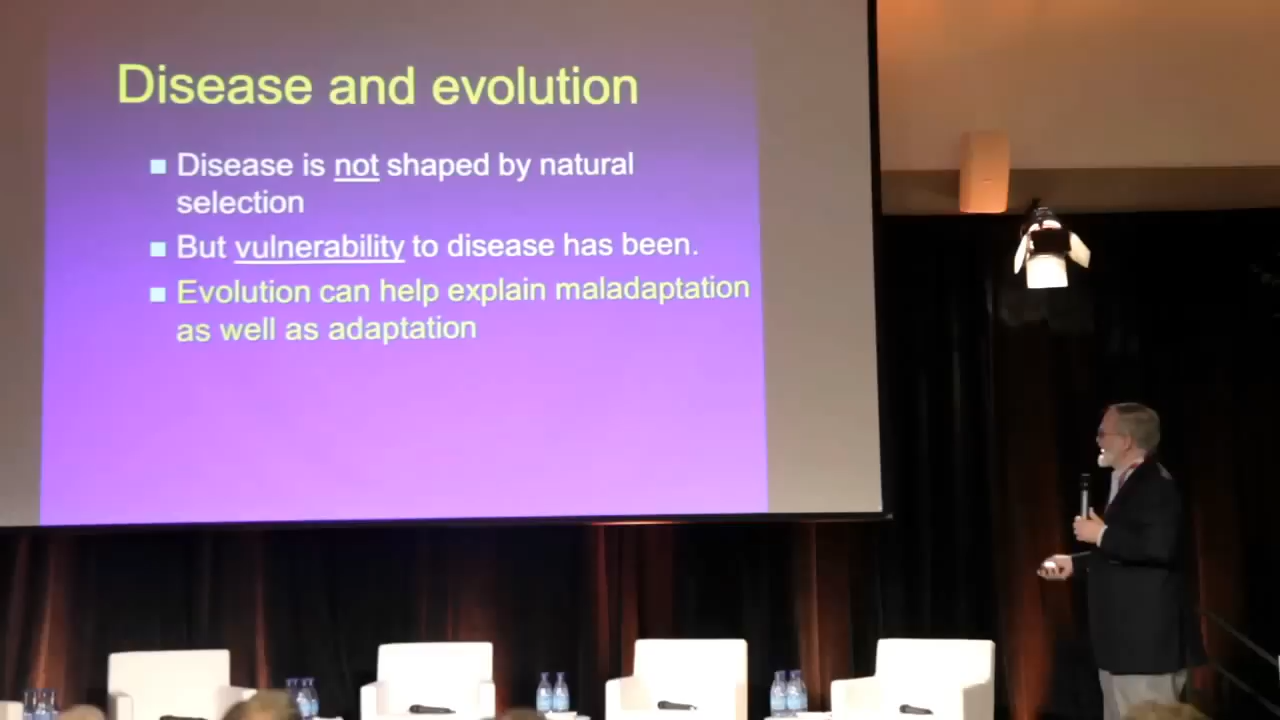 Disease and evolution
Disease is not shaped by natural
selection
But vulnerability to disease has been.
Evolution can help explain maladaptation
as well as adaptation